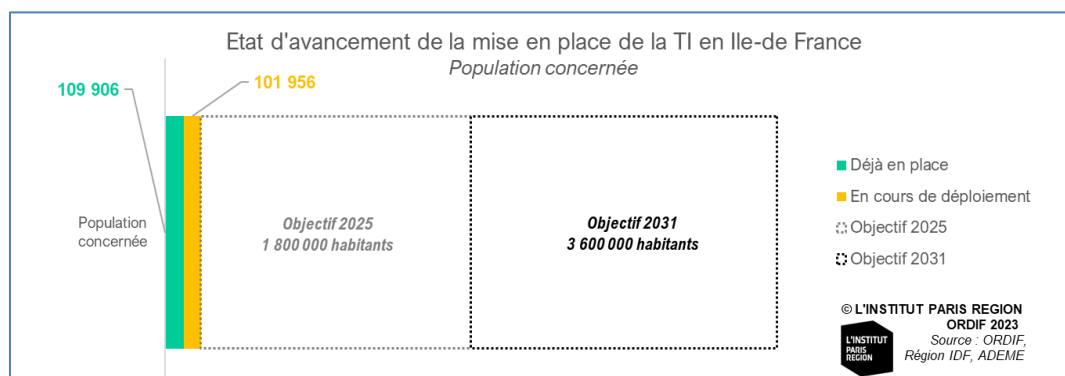 Etat d'avancement de la mise en place de la TI en Ile-de France
Population concernée
109 906
101 956
Population
concernée
Objectif 2025
1 800 000 habitants
Objectif 2031
3 600 000 habitants
Déjà en place
En cours de déploiement
Objectif 2025
Objectif 2031
© L'INSTITUT PARIS REGION
ORDIF 2023
Source : ORDIF,
Région IDF, ADEME
L'INSTITUT
PARIS
REGION